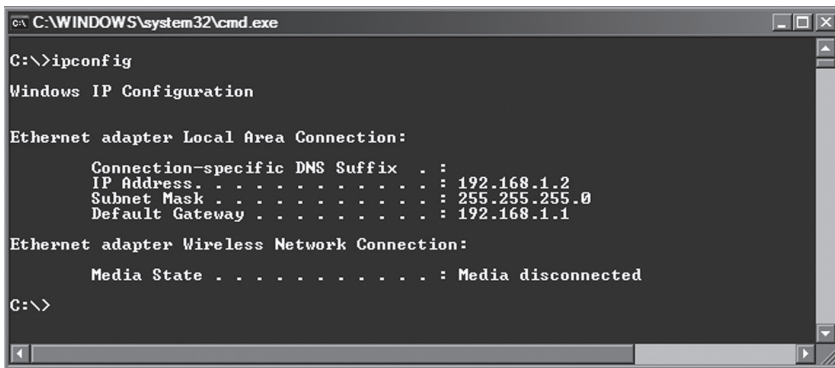 C:\WINDOWS\system32\cmd.exe
C:\>ipconfig
Windows IP Configuration
Ethernet adapter Local Area Connection:
Connection-specific DNS Suffix . :
IP Address. . . . . . . . . . . . : 192.168.1.2
Subnet Mask . . . . . . . . . . . : 255.255.255.0
Default Gateway . . . . . . . . . : 192.168.1.1
Ethernet adapter Wireless Network Connection:
Media State . . . . . . . . . . . : Media disconnected
C:\>